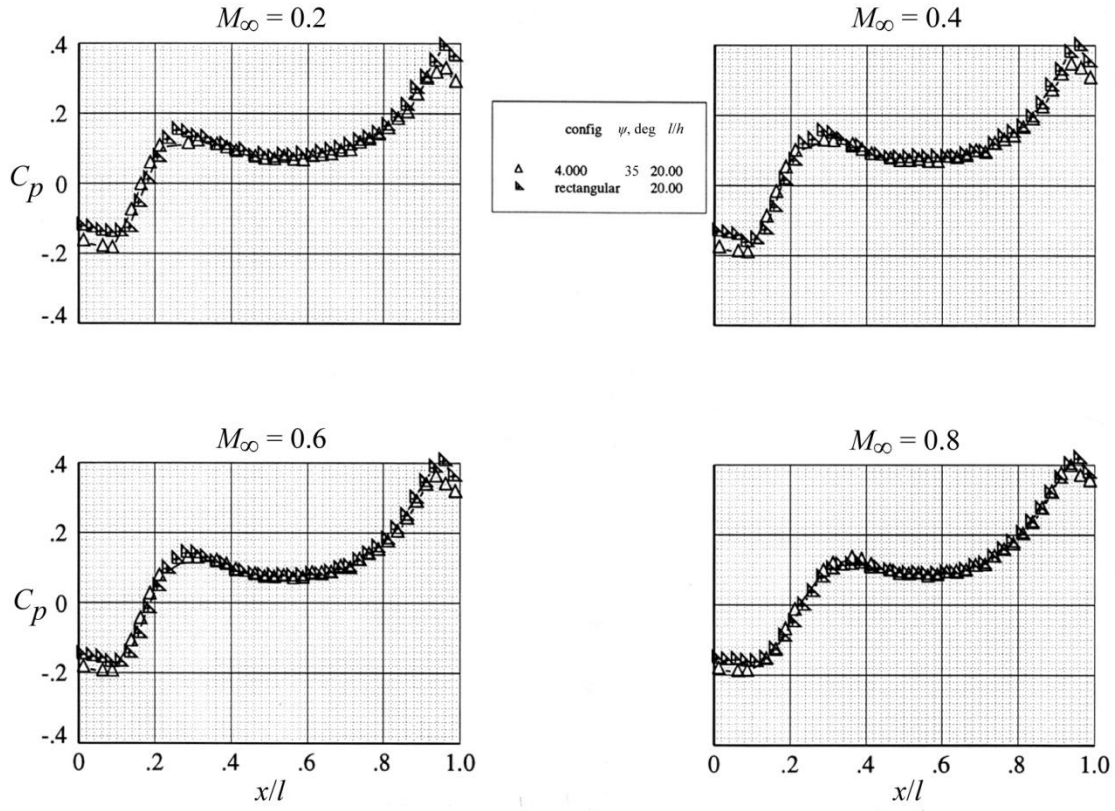 M∞ = 0.2
.4
.2
0
-.2
-.4
Cp
config ψ, deg l/h
△ 4.000 35 20.00
rectangular 20.00
M∞ = 0.4
M∞ = 0.6
.4
.2
0
-.2
-.4
Cp
0 .2 .4 .6 .8 1.0
x/l
M∞ = 0.8
0 .2 .4 .6 .8 1.0
x/l